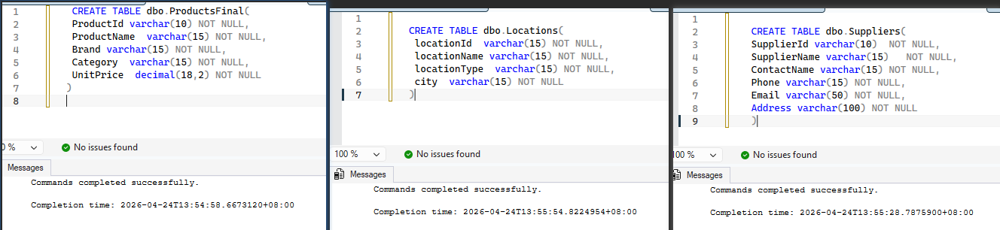 1 CREATE TABLE dbo.ProductsFinal(
2 ProductId varchar(10) NOT NULL,
3 ProductName varchar(15) NOT NULL,
4 Brand varchar(15) NOT NULL,
5 Category varchar(15) NOT NULL,
6 UnitPrice decimal(18,2) NOT NULL
7 )
8
0 %
No issues found
Messages
Commands completed successfully.
Completion time: 2026-04-24T13:54:58.6673120+08:00
1
2 CREATE TABLE dbo.Locations(
3 locationId varchar(15) NOT NULL,
4 locationName varchar(15) NOT NULL,
5 locationType varchar(15) NOT NULL,
6 city varchar(15) NOT NULL
7 )
100 %
No issues found
Messages
Commands completed successfully.
Completion time: 2026-04-24T13:55:54.8224954+08:00
1
2 CREATE TABLE dbo.Suppliers(
3 SupplierId varchar(10) NOT NULL,
4 SupplierName varchar(15) NOT NULL,
5 ContactName varchar(15) NOT NULL,
6 Phone varchar(15) NOT NULL,
7 Email varchar(50) NOT NULL,
8 Address varchar(100) NOT NULL
9 )
100 %
No issues found
Messages
Commands completed successfully.
Completion time: 2026-04-24T13:55:28.7875900+08:00